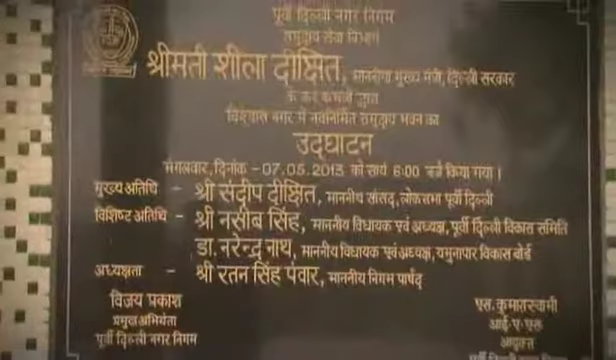 पूर्वी दिल्ली नगर निगम
समुदाय सेवा विभाग
श्रीमती शीला दीक्षित, माननीया मुख्य मंत्री, दिल्ली सरकार
के कर कमलों द्वारा
विश्वास नगर में नवनिर्मित समुदाय भवन का
उद्घाटन
मंगलवार, दिनांक - 07.05.2013 को सायं 6:00 बजे किया गया।
मुख्य अतिथि - श्री संदीप दीक्षित, माननीय सांसद, लोकसभा पूर्वी दिल्ली
विशिष्ट अतिथि - श्री नसीब सिंह, माननीय विधायक एवं अध्यक्ष, पूर्वी दिल्ली विकास समिति
डा. नरेन्द्र नाथ, माननीय विधायक एवं अध्यक्ष, यमुनापार विकास बोर्ड
अध्यक्षता - श्री रतन सिंह पंवार, माननीय निगम पार्षद्
विजय प्रकाश
प्रमुख अभियंता
पूर्वी दिल्ली नगर निगम
एस. कुमारस्वामी
आई.ए.एस.
आयुक्त